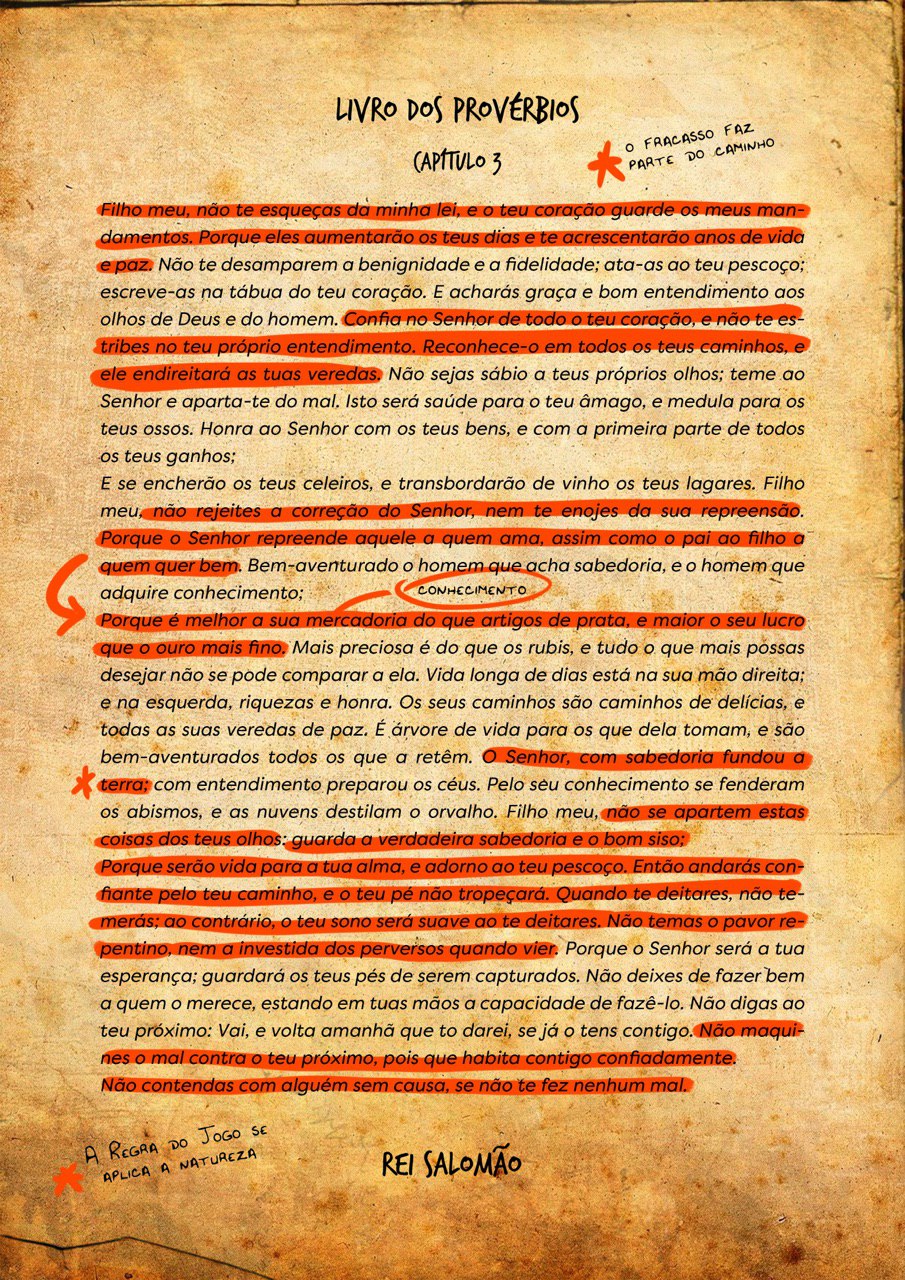 LIVRO DOS PROVÉRBIOS
CAPÍTULO 3
O FRACASSO FAZ
PARTE DO CAMINHO
Filho meu, não te esqueças da minha lei, e o teu coração guarde os meus man-
damentos. Porque eles aumentarão os teus dias e te acrescentarão anos de vida
e paz. Não te desamparem a benignidade e a fidelidade; ata-as ao teu pescoço;
escreve-as na tábua do teu coração. E acharás graça e bom entendimento aos
olhos de Deus e do homem. Confia no Senhor de todo o teu coração, e não te es-
tribes no teu próprio entendimento. Reconhece-o em todos os teus caminhos, e
ele endireitará as tuas veredas. Não sejas sábio a teus próprios olhos; teme ao
Senhor e aparta-te do mal. Isto será saúde para o teu âmago, e medula para os
teus ossos. Honra ao Senhor com os teus bens, e com a primeira parte de todos
os teus ganhos;
E se encherão os teus celeiros, e transbordarão de vinho os teus lagares. Filho
meu, não rejeites a correção do Senhor, nem te enojes da sua repreensão.
Porque o Senhor repreende aquele a quem ama, assim como o pai ao filho a
quem quer bem. Bem-aventurado o homem que acha sabedoria, e o homem que
adquire conhecimento;
CONHECIMENTO
Porque é melhor a sua mercadoria do que artigos de prata, e maior o seu lucro
que o ouro mais fino. Mais preciosa é do que os rubis, e tudo o que mais possas
desejar não se pode comparar a ela. Vida longa de dias está na sua mão direita;
e na esquerda, riquezas e honra. Os seus caminhos são caminhos de delícias, e
todas as suas veredas de paz. É árvore de vida para os que dela tomam, e são
bem-aventurados todos os que a retêm. O Senhor, com sabedoria fundou a
terra; com entendimento preparou os céus. Pelo seu conhecimento se fenderam
os abismos, e as nuvens destilam o orvalho. Filho meu, não se apartem estas
coisas dos teus olhos: guarda a verdadeira sabedoria e o bom siso;
Porque serão vida para a tua alma, e adorno ao teu pescoço. Então andarás con-
fiante pelo teu caminho, e o teu pé não tropeçará. Quando te deitares, não te-
merás; ao contrário, o teu sono será suave ao te deitares. Não temas o pavor re-
pentino, nem a investida dos perversos quando vier. Porque o Senhor será a tua
esperança; guardará os teus pés de serem capturados. Não deixes de fazer bem
a quem o merece, estando em tuas mãos a capacidade de fazê-lo. Não digas ao
teu próximo: Vai, e volta amanhã que to darei, se já o tens contigo. Não maqui-
nes o mal contra o teu próximo, pois que habita contigo confiadamente.
Não contendas com alguém sem causa, se não te fez nenhum mal.
A REGRA DO JOGO SE
APLICA A NATUREZA
REI SALOMÃO